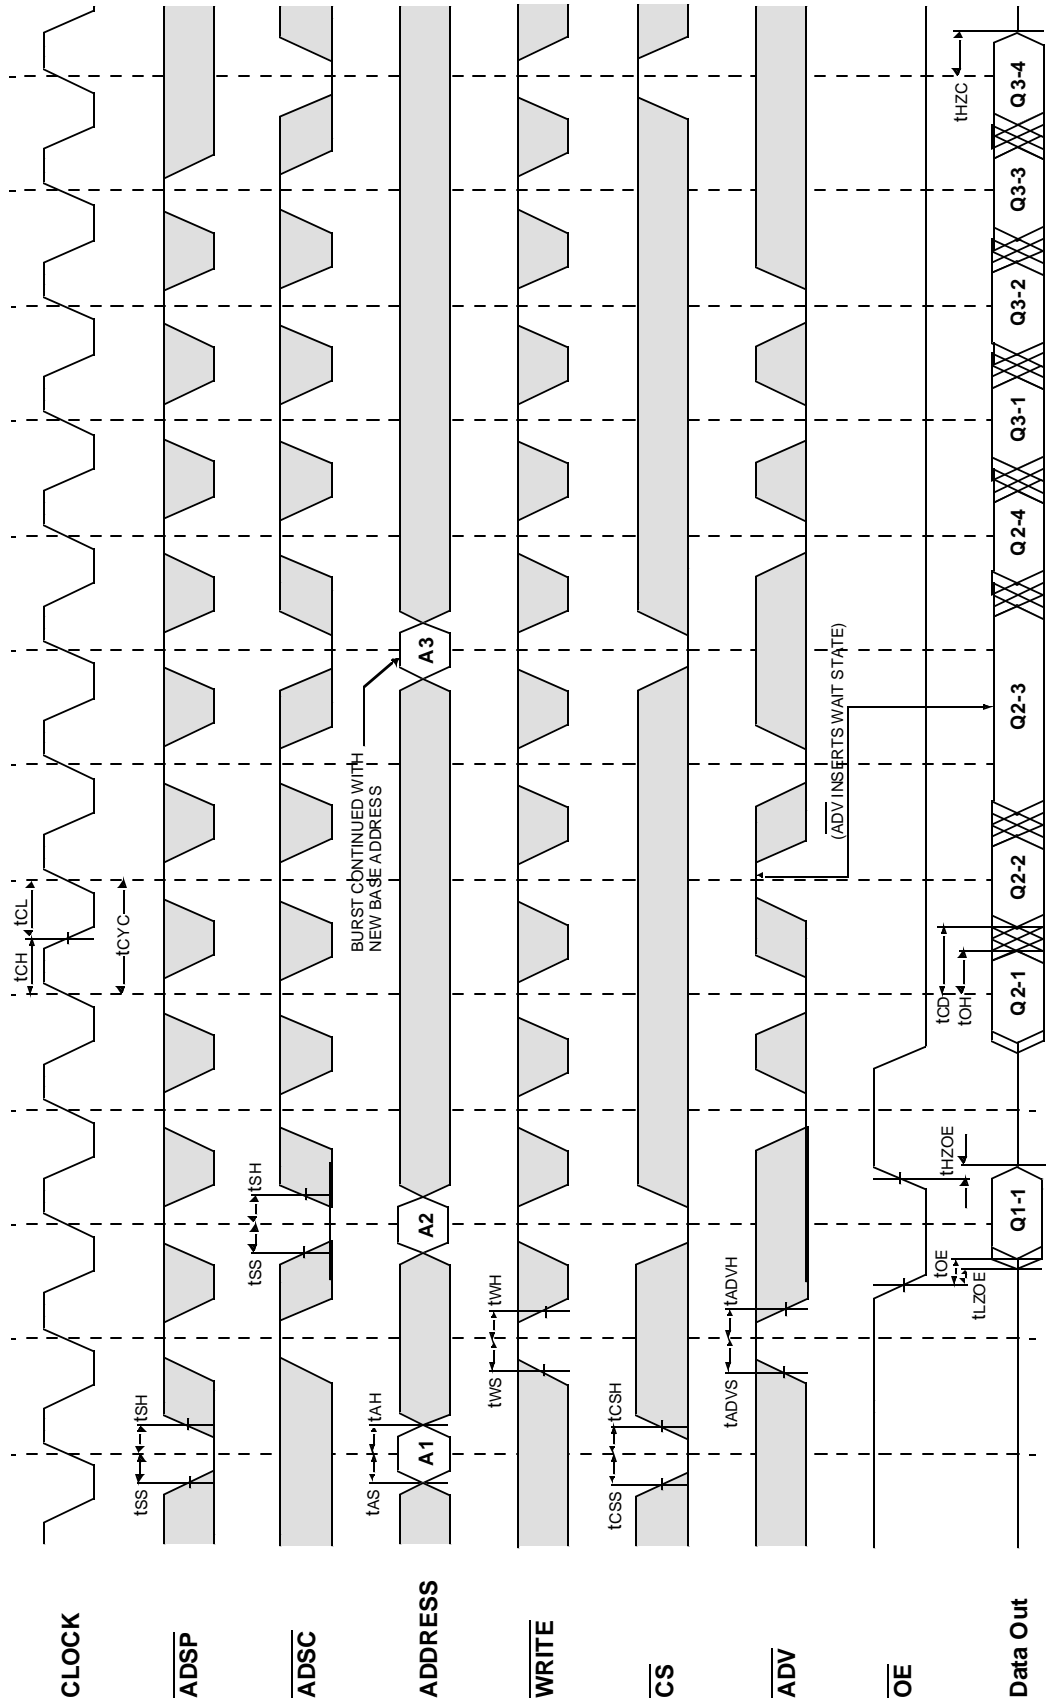 CLOCK
tCH
tCL
tCYC
ADSP
tSS
tSH
ADSC
tSS
tSH
ADDRESS
tAS
tAH
A1
A2
A3
BURST CONTINUED WITH
NEW BASE ADDRESS
WRITE
tWS
tWH
CS
tCSS
tCSH
ADV
tADVS
tADVH
(ADV INSERTS WAIT STATE)
OE
tOE
tLZOE
tHZOE
tCD
tOH
tHZC
Data Out
Q1-1
Q2-1
Q2-2
Q2-3
Q2-4
Q3-1
Q3-2
Q3-3
Q3-4